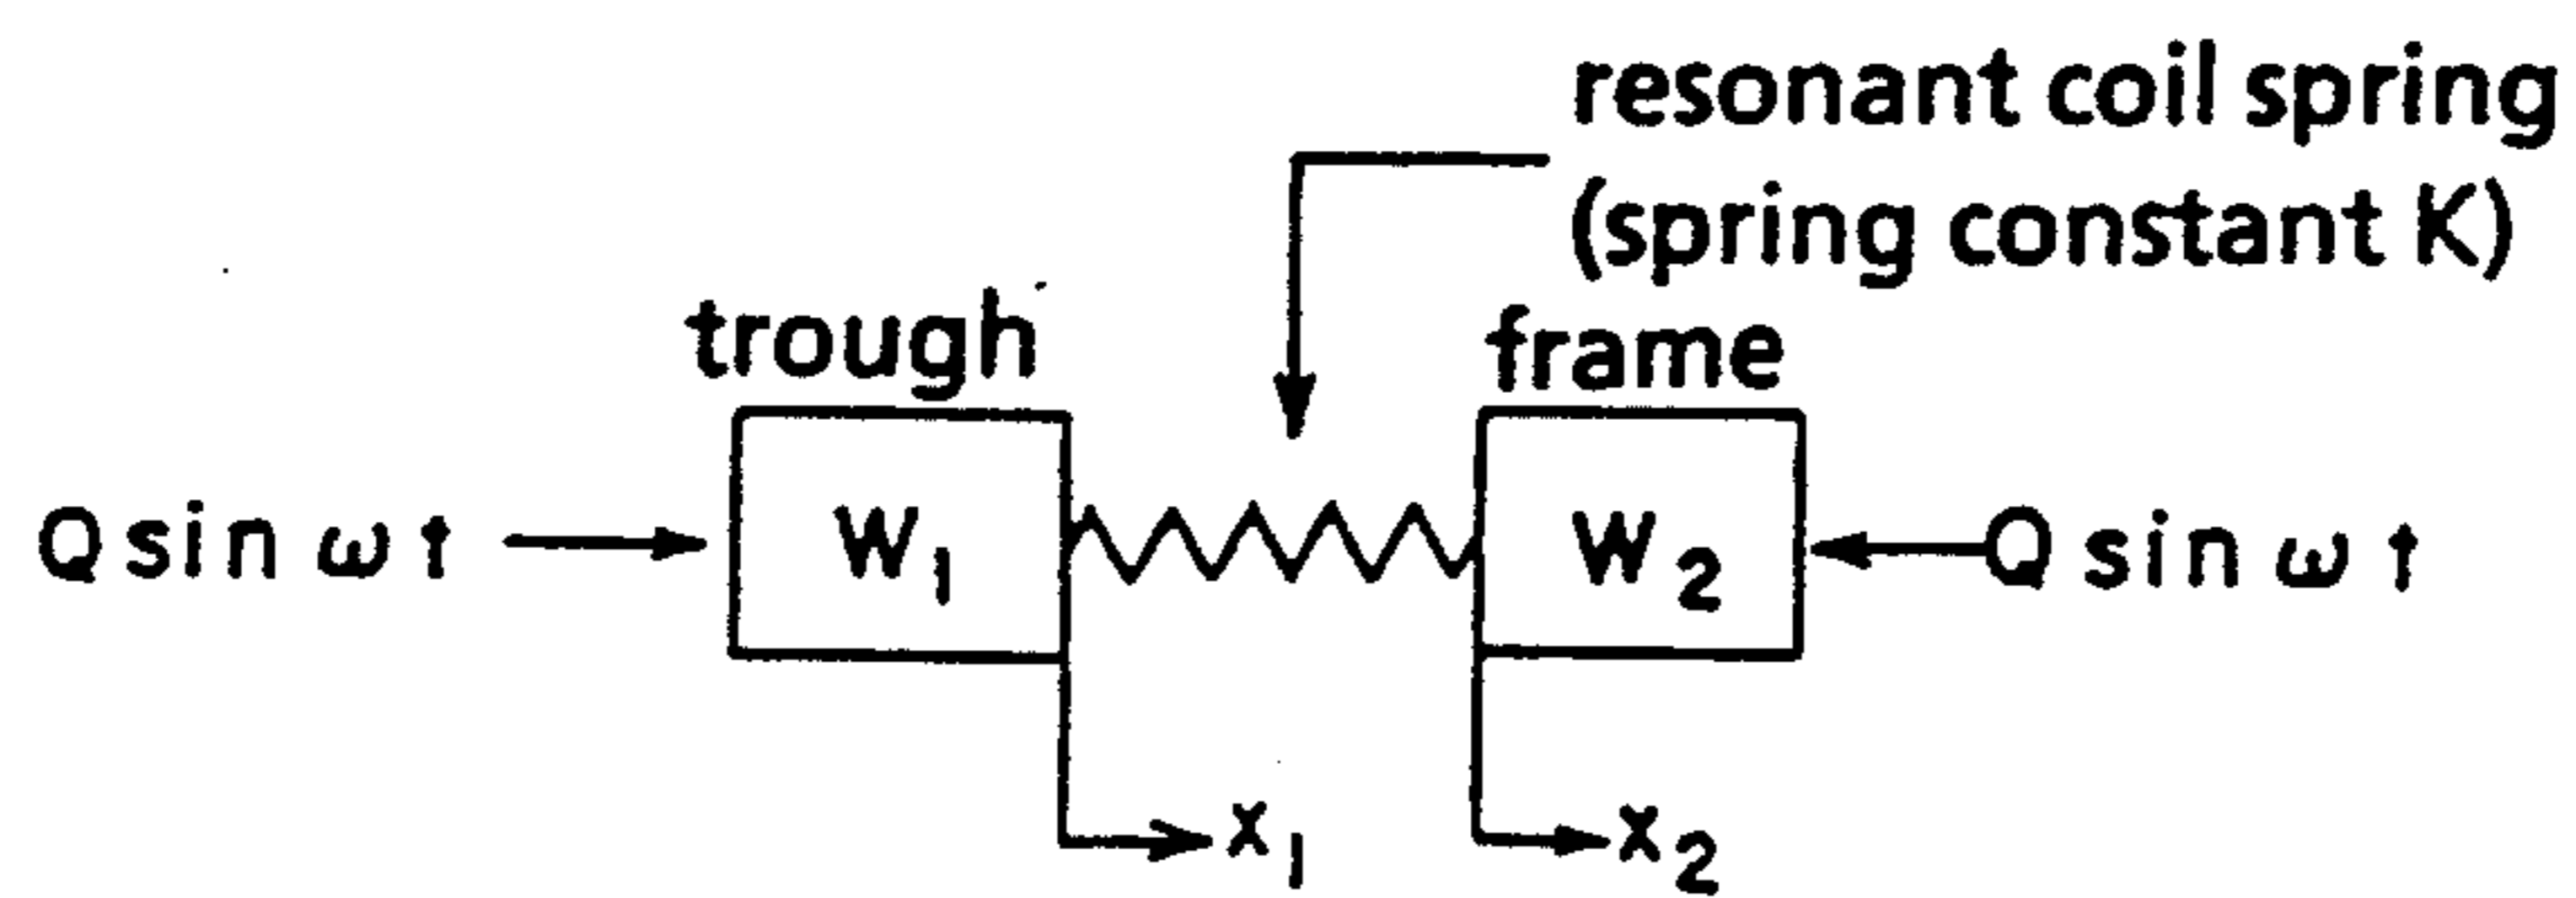 resonant coil spring
(spring constant K)
trough
frame
Q sin ω t
W1
W2
Q sin ω t
x1
x2